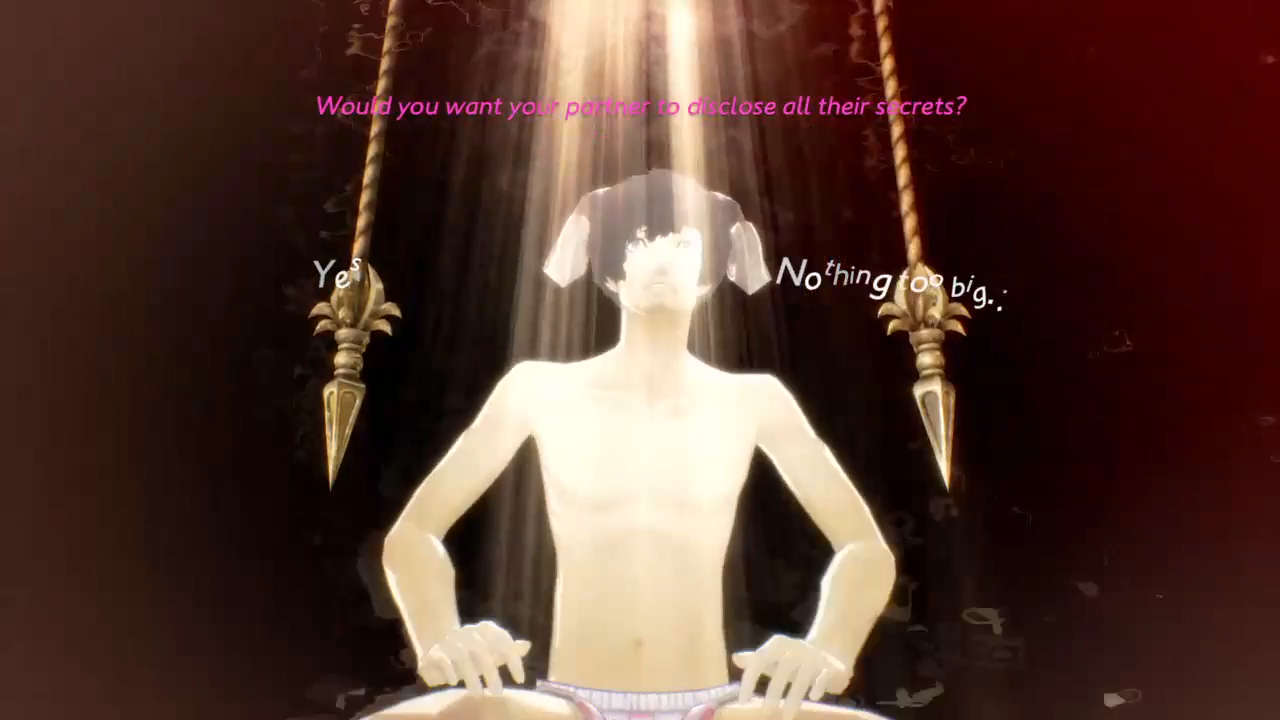 Would you want your partner to disclose all their secrets?
Yes
Nothing too big...